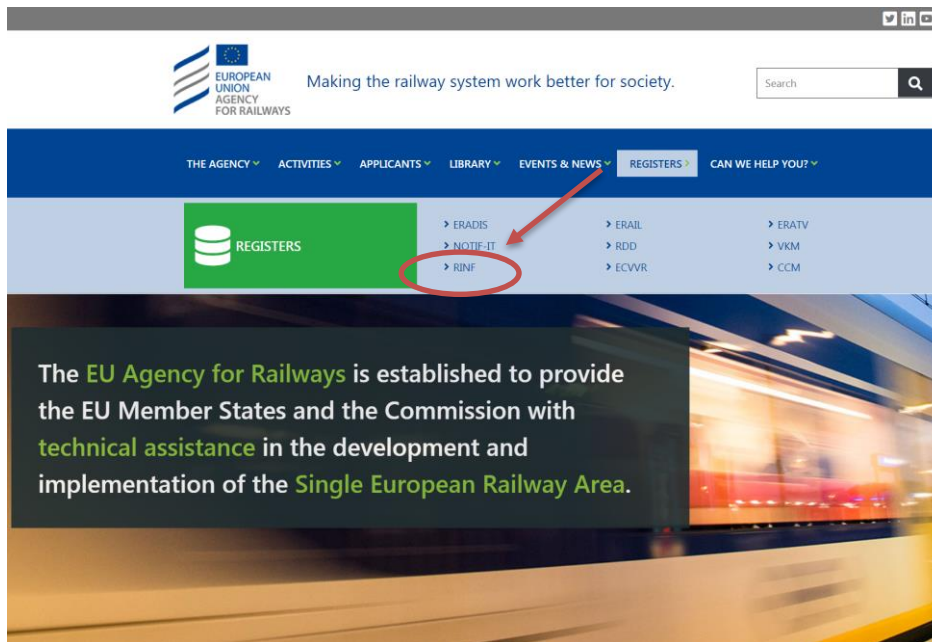 EUROPEAN
UNION
AGENCY
FOR RAILWAYS
Making the railway system work better for society.
Search
THE AGENCY ACTIVITIES APPLICANTS LIBRARY EVENTS & NEWS REGISTERS CAN WE HELP YOU?
REGISTERS
ERADIS ERAIL ERATV
NOTIF-IT RDD VKM
RINF ECVVR CCM
The EU Agency for Railways is established to provide
the EU Member States and the Commission with
technical assistance in the development and
implementation of the Single European Railway Area.